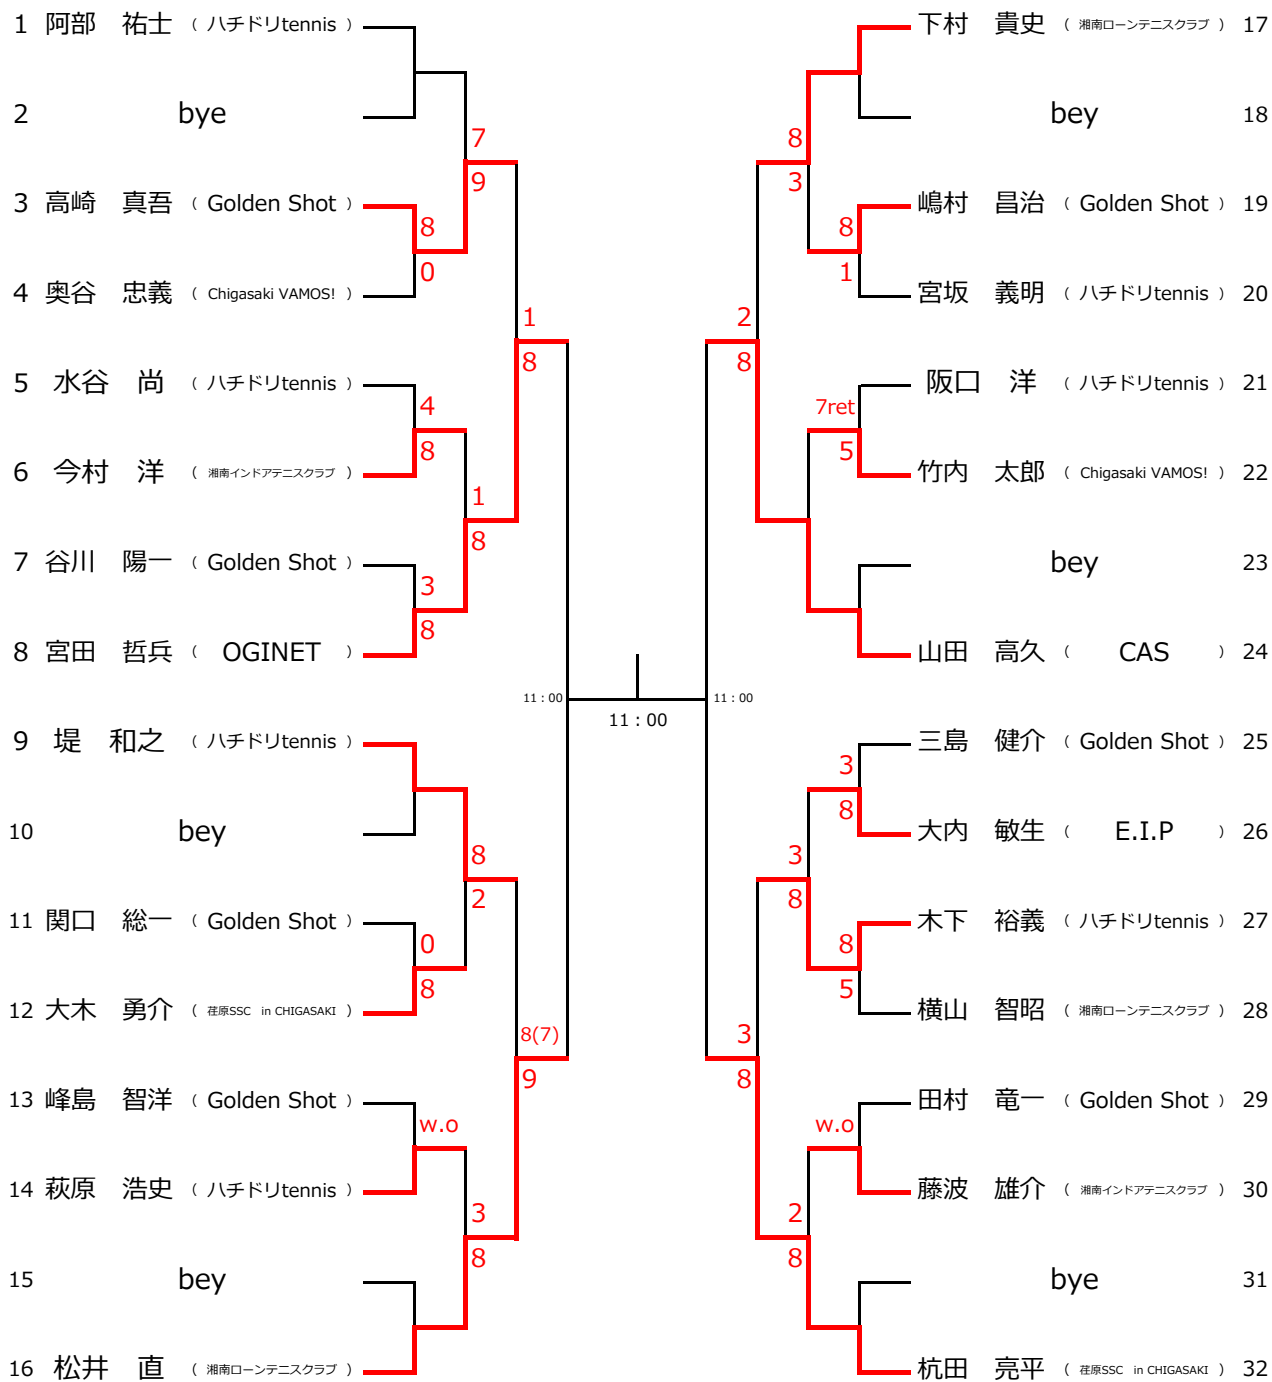 1 阿部 祐士 ( ハチドリtennis )
2 bye
7
9
3 高崎 真吾 ( Golden Shot )
8
0
4 奥谷 忠義 ( Chigasaki VAMOS! )
1
8
5 水谷 尚 ( ハチドリtennis )
4
8
6 今村 洋 ( 湘南インドアテニスクラブ )
1
8
7 谷川 陽一 ( Golden Shot )
3
8
8 宮田 哲兵 ( OGINET )
11：00
9 堤 和之 ( ハチドリtennis )
10 bey
8
2
11 関口 総一 ( Golden Shot )
0
8
12 大木 勇介 ( 荏原SSC in CHIGASAKI )
8(7)
9
13 峰島 智洋 ( Golden Shot )
w.o
14 萩原 浩史 ( ハチドリtennis )
3
8
15 bey
16 松井 直 ( 湘南ローンテニスクラブ )
11：00
下村 貴史 ( 湘南ローンテニスクラブ ) 17
bey 18
8
3
嶋村 昌治 ( Golden Shot ) 19
8
1
宮坂 義明 ( ハチドリtennis ) 20
2
8
阪口 洋 ( ハチドリtennis ) 21
7ret
5
竹内 太郎 ( Chigasaki VAMOS! ) 22
bey 23
山田 高久 ( CAS ) 24
11：00
三島 健介 ( Golden Shot ) 25
3
8
大内 敏生 ( E.I.P ) 26
3
8
木下 裕義 ( ハチドリtennis ) 27
8
5
横山 智昭 ( 湘南ローンテニスクラブ ) 28
3
8
田村 竜一 ( Golden Shot ) 29
w.o
藤波 雄介 ( 湘南インドアテニスクラブ ) 30
2
8
bye 31
杭田 亮平 ( 荏原SSC in CHIGASAKI ) 32